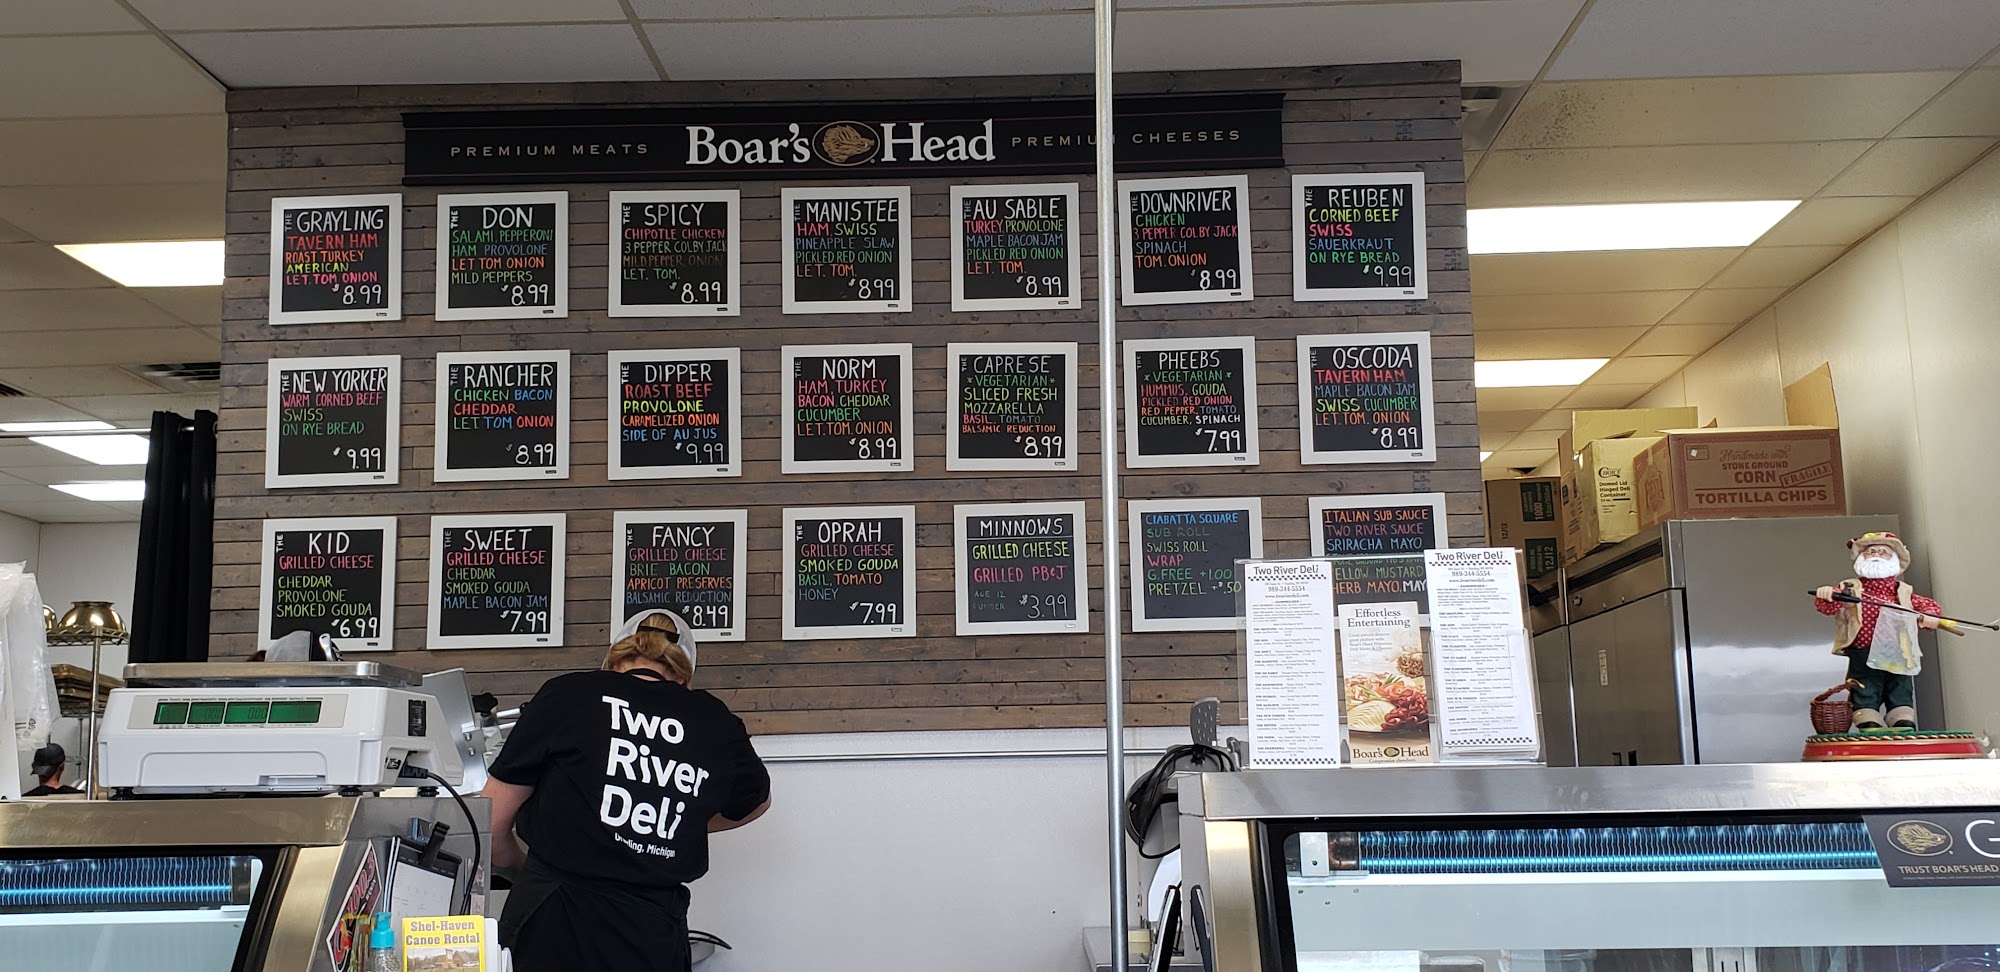 PREMIUM MEATS Boar's Head PREMIUM CHEESES
THE GRAYLING
TAVERN HAM
ROAST TURKEY
AMERICAN
LET. TOM. ONION
$8.99
THE DON
SALAMI, PEPPERONI
HAM PROVOLONE
LET TOM ONION
MILD PEPPERS
$8.99
THE SPICY
CHIPOTLE CHICKEN
3 PEPPER COLBY JACK
MILD PEPPER, ONION
LET, TOM.
$8.99
THE MANISTEE
HAM, SWISS
PINEAPPLE SLAW
PICKLED RED ONION
LET. TOM.
$8.99
THE AU SABLE
TURKEY, PROVOLONE
MAPLE BACON JAM
PICKLED RED ONION
LET. TOM.
$8.99
THE DOWNRIVER
CHICKEN
3 PEPPER COLBY JACK
SPINACH
TOM. ONION
$8.99
THE REUBEN
CORNED BEEF
SWISS
SAUERKRAUT
ON RYE BREAD
$9.99
THE NEW YORKER
WARM CORNED BEEF
SWISS
ON RYE BREAD
$9.99
THE RANCHER
CHICKEN BACON
CHEDDAR
LET TOM ONION
$8.99
THE DIPPER
ROAST BEEF
PROVOLONE
CARAMELIZED ONION
SIDE OF AU JUS
$9.99
THE NORM
HAM, TURKEY
BACON, CHEDDAR
CUCUMBER
LET. TOM. ONION
$8.99
THE CAPRESE
*VEGETARIAN*
SLICED FRESH
MOZZARELLA
BASIL, TOMATO
BALSAMIC REDUCTION
$8.99
THE PHEEBS
*VEGETARIAN*
HUMMUS, GOUDA
PICKLED RED ONION
RED PEPPER, TOMATO
CUCUMBER, SPINACH
$7.99
THE OSCODA
TAVERN HAM
MAPLE BACON JAM
SWISS CUCUMBER
LET. TOM. ONION
$8.99
THE KID
GRILLED CHEESE
CHEDDAR
PROVOLONE
SMOKED GOUDA
$6.99
THE SWEET
GRILLED CHEESE
CHEDDAR
SMOKED GOUDA
MAPLE BACON JAM
$7.99
THE FANCY
GRILLED CHEESE
BRIE BACON
APRICOT PRESERVES
BALSAMIC REDUCTION
$8.49
THE OPRAH
GRILLED CHEESE
SMOKED GOUDA
BASIL, TOMATO
HONEY
$7.99
MINNOWS
GRILLED CHEESE
GRILLED PB&J
AGE 12
& UNDER
$3.99
CIABATTA SQUARE
SUB ROLL
SWISS ROLL
WRAP
G.FREE +1.00
PRETZEL +.50
ITALIAN SUB SAUCE
TWO RIVER SAUCE
SRIRACHA MAYO
YELLOW MUSTARD
HERB MAYO, MAYO
Two River Deli
989-344-5554
Two River Deli
989-344-5554
Effortless
Entertaining
Boar's Head
Handmade with
STONE GROUND
CORN
TORTILLA CHIPS
FRAGILE
CHOICE
Domed Lid
Hinged Deli
Container
Two
River
Deli
Michigan
Shel-Haven
Canoe Rental
TRUST BOAR'S HEAD